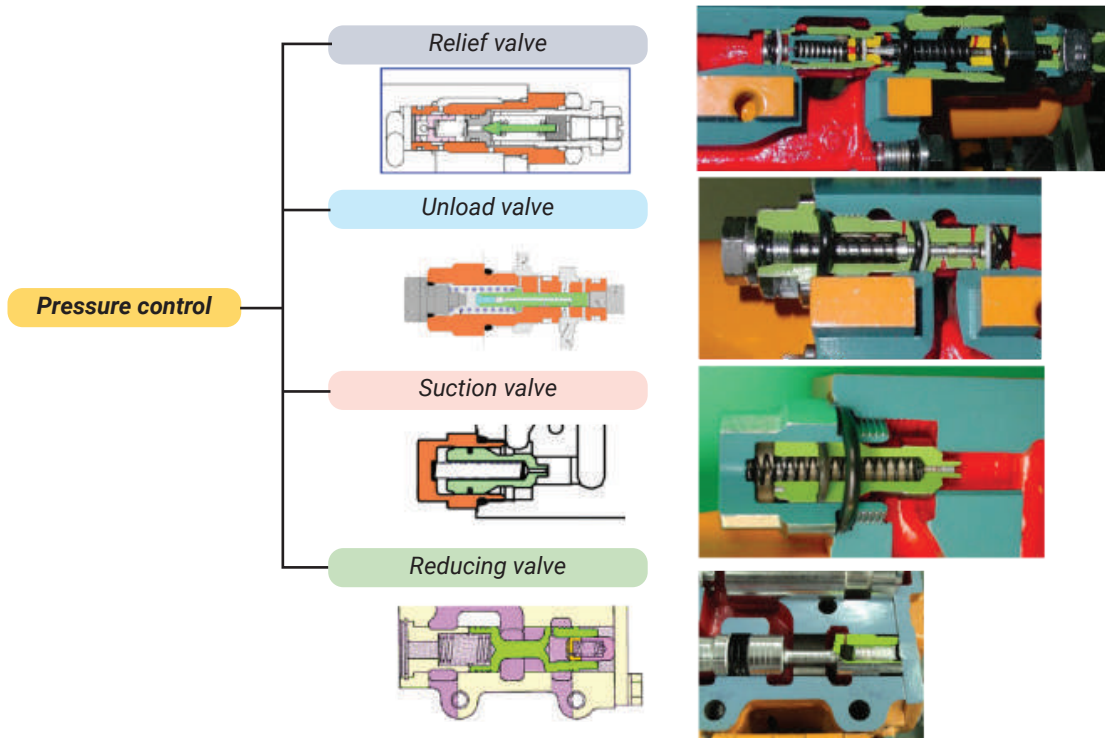 Relief valve
Unload valve
Pressure control
Suction valve
Reducing valve